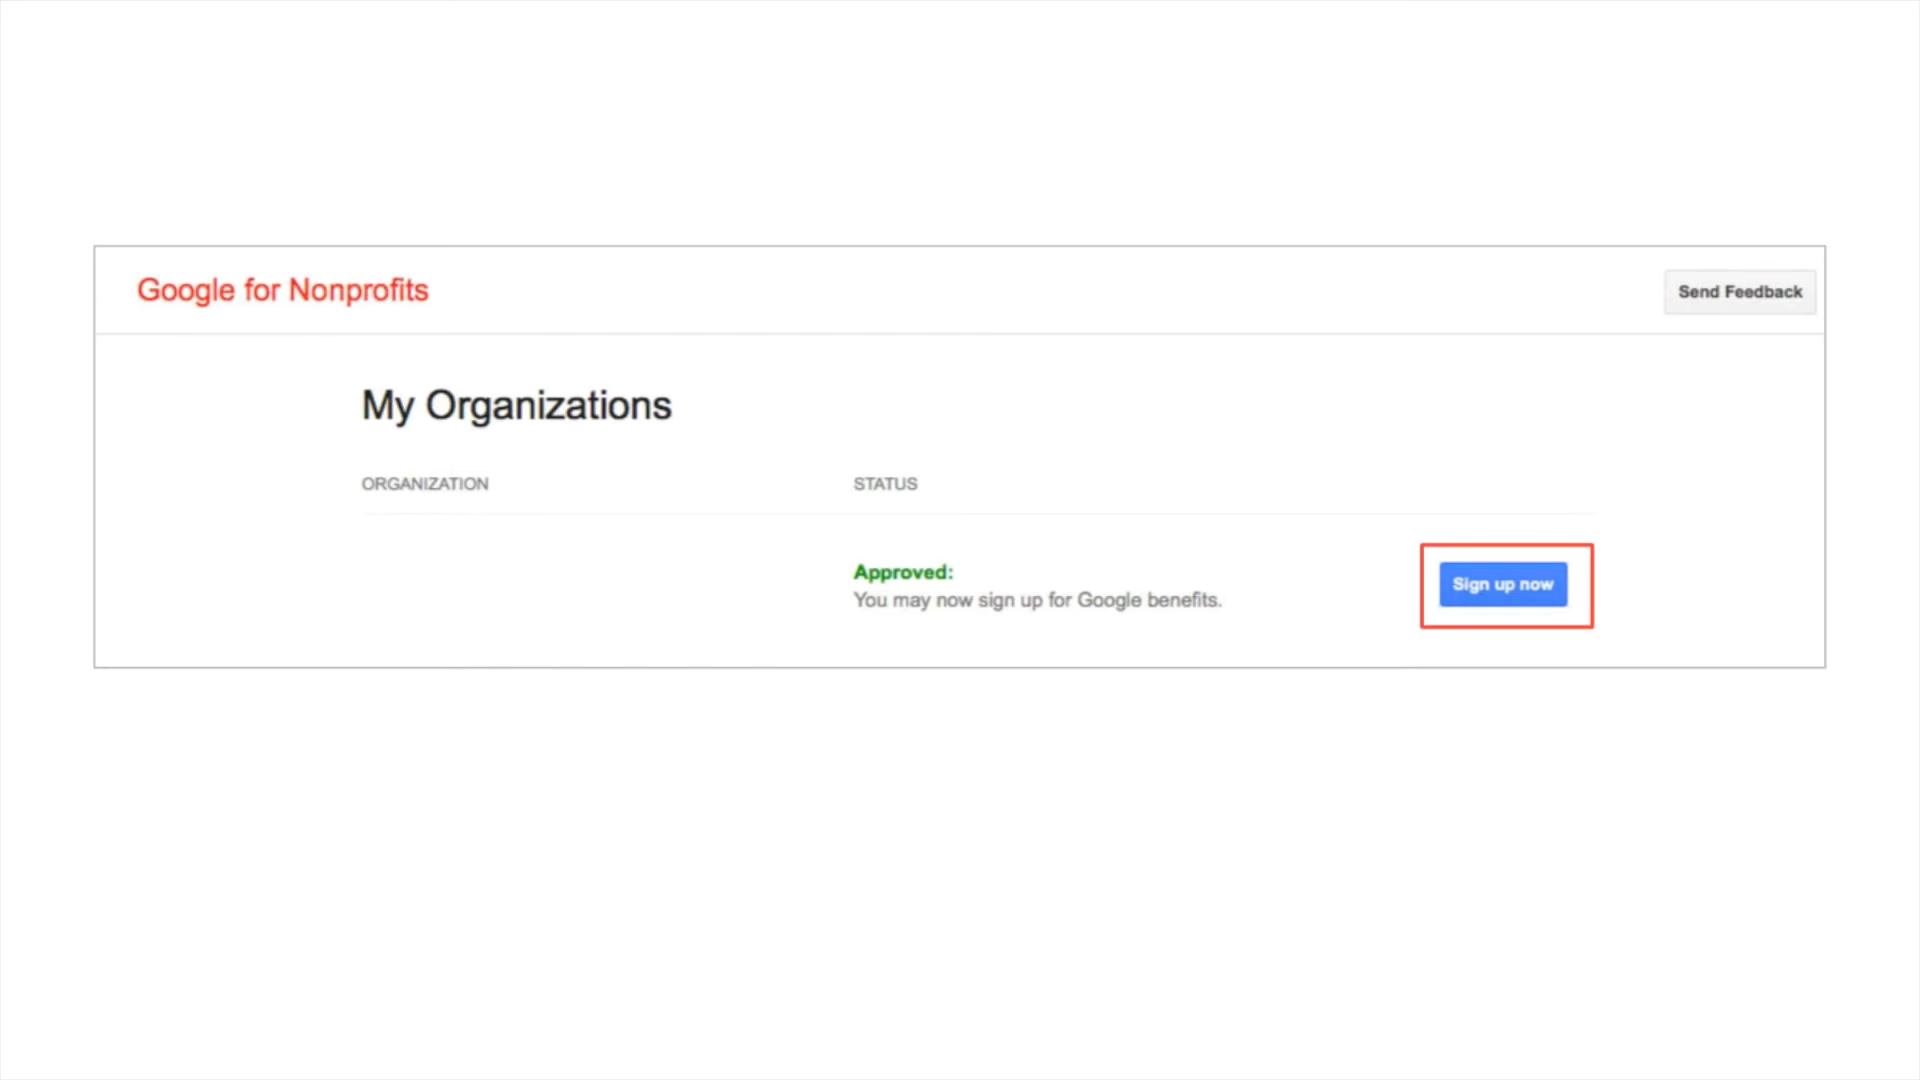 Google for Nonprofits
Send Feedback
My Organizations
ORGANIZATION
STATUS
Approved:
You may now sign up for Google benefits.
Sign up now